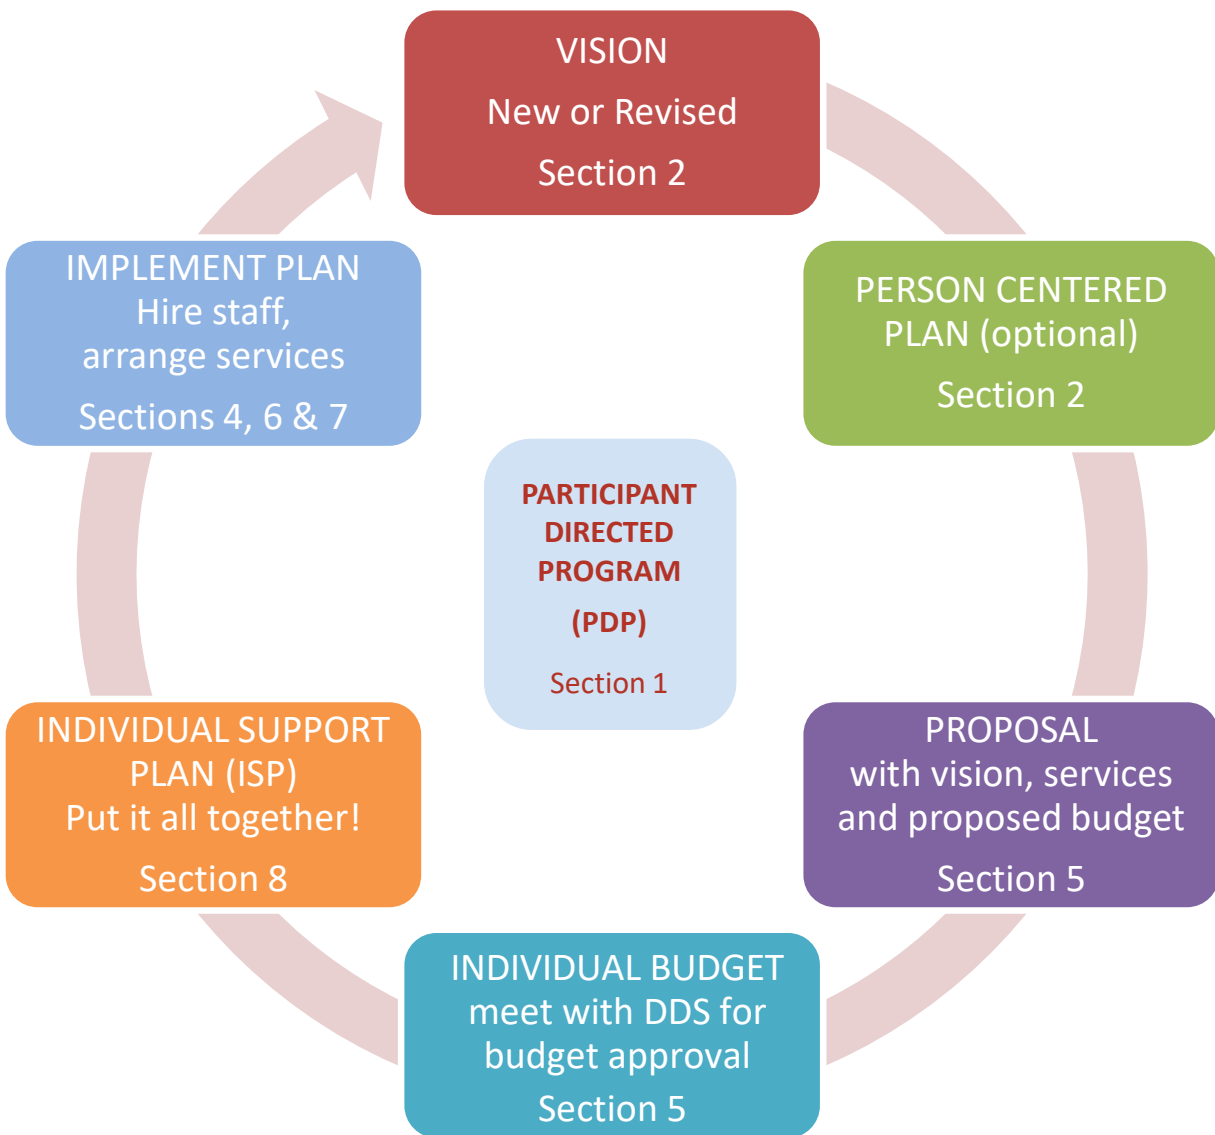 VISION
New or Revised
Section 2
PERSON CENTERED
PLAN (optional)
Section 2
PROPOSAL
with vision, services
and proposed budget
Section 5
INDIVIDUAL BUDGET
meet with DDS for
budget approval
Section 5
INDIVIDUAL SUPPORT
PLAN (ISP)
Put it all together!
Section 8
IMPLEMENT PLAN
Hire staff,
arrange services
Sections 4, 6 & 7
PARTICIPANT
DIRECTED
PROGRAM
(PDP)
Section 1